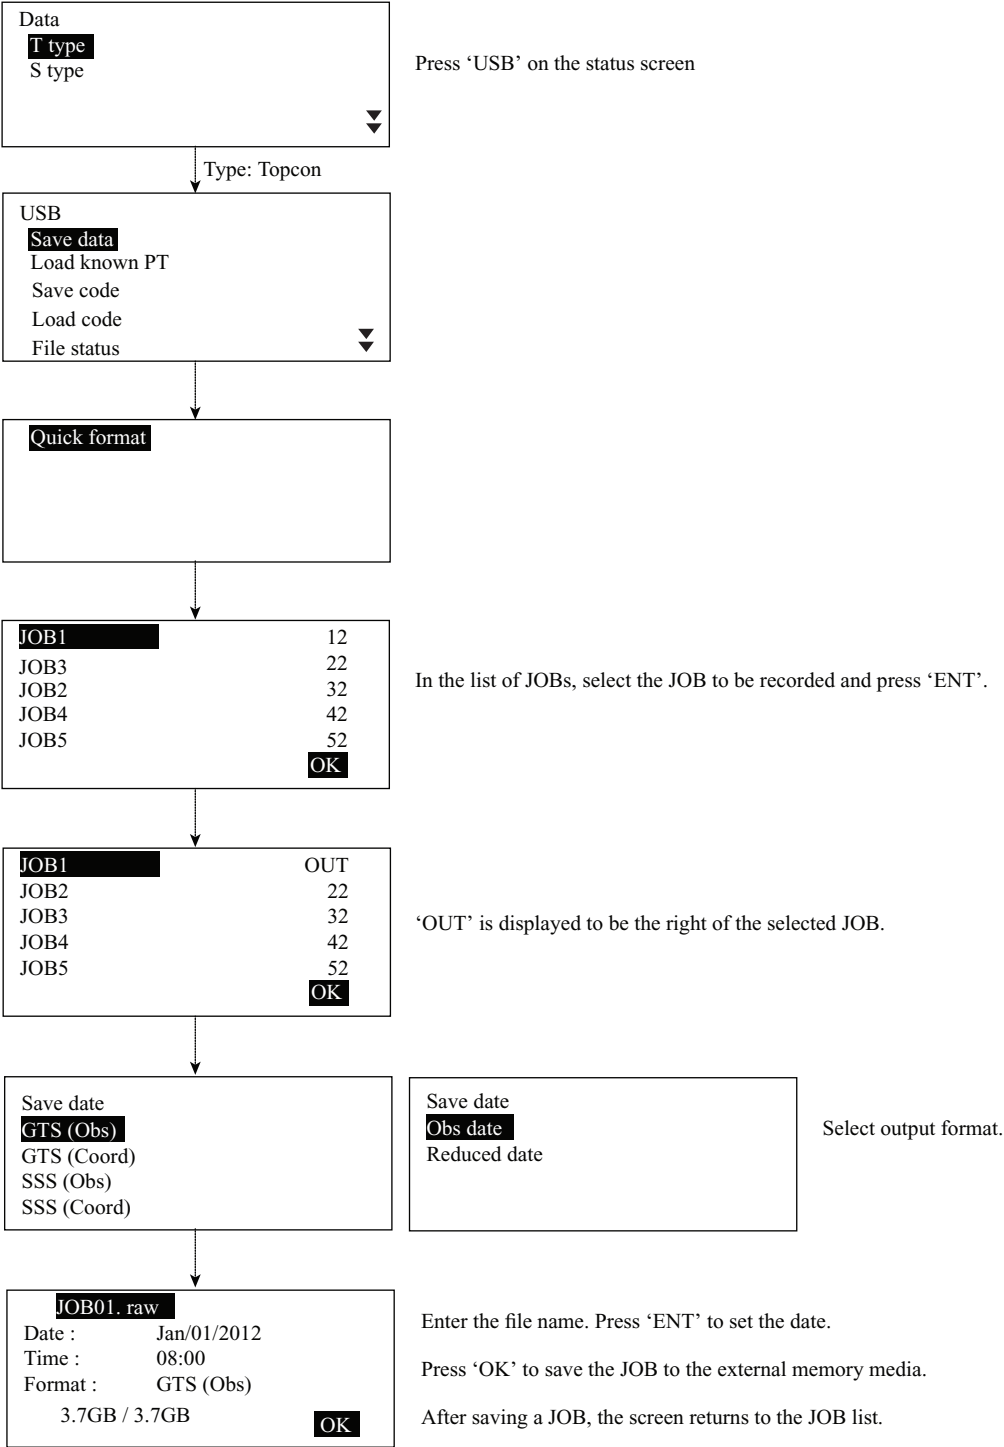 Data
T type
S type
Press ‘USB’ on the status screen
Type: Topcon
USB
Save data
Load known PT
Save code
Load code
File status
Quick format
JOB1 12
JOB3 22
JOB2 32
JOB4 42
JOB5 52
OK
In the list of JOBs, select the JOB to be recorded and press ‘ENT’.
JOB1 OUT
JOB2 22
JOB3 32
JOB4 42
JOB5 52
OK
‘OUT’ is displayed to be the right of the selected JOB.
Save date
GTS (Obs)
GTS (Coord)
SSS (Obs)
SSS (Coord)
Save date
Obs date
Reduced date
Select output format.
JOB01. raw
Date : Jan/01/2012
Time : 08:00
Format : GTS (Obs)
3.7GB / 3.7GB
OK
Enter the file name. Press ‘ENT’ to set the date.
Press ‘OK’ to save the JOB to the external memory media.
After saving a JOB, the screen returns to the JOB list.